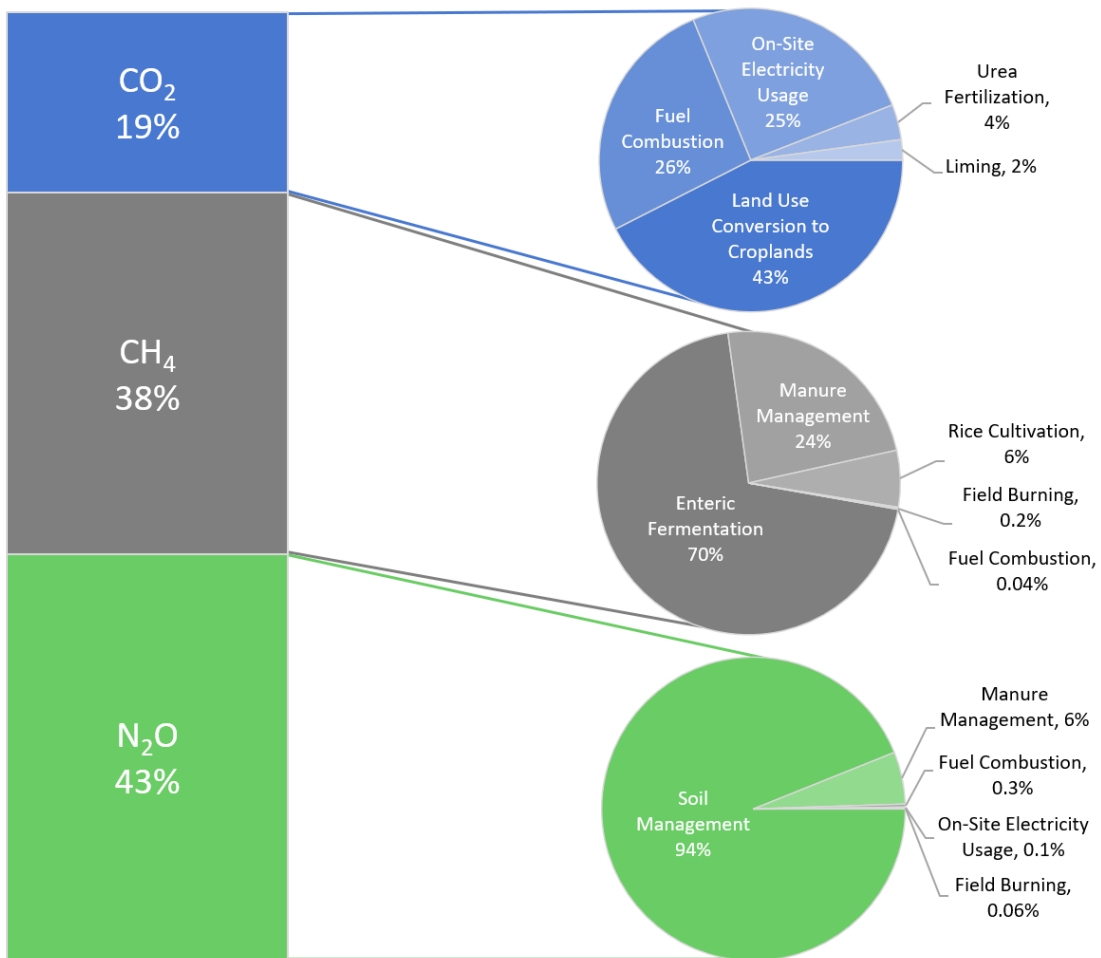 CO₂
19%
On-Site
Electricity
Usage
25%
Urea
Fertilization,
4%
Fuel
Combustion
26%
Liming, 2%
Land Use
Conversion to
Croplands
43%
CH₄
38%
Manure
Management
24%
Rice Cultivation,
6%
Field Burning,
0.2%
Enteric
Fermentation
70%
Fuel Combustion,
0.04%
N₂O
43%
Manure
Management, 6%
Fuel Combustion,
0.3%
Soil
Management
94%
On-Site Electricity
Usage, 0.1%
Field Burning,
0.06%